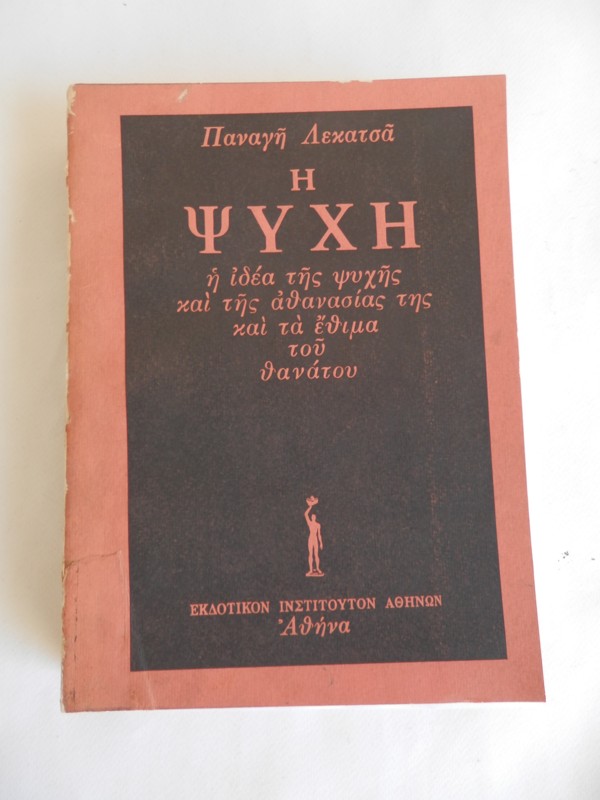 Παναγῆ Λεκατσᾶ
Η
ΨΥΧΗ
ἡ ἰδέα τῆς ψυχῆς
καὶ τῆς ἀθανασίας της
καὶ τὰ ἔθιμα
τοῦ
θανάτου
ΕΚΔΟΤΙΚΟΝ ΙΝΣΤΙΤΟΥΤΟΝ ΑΘΗΝΩΝ
Ἀθήνα